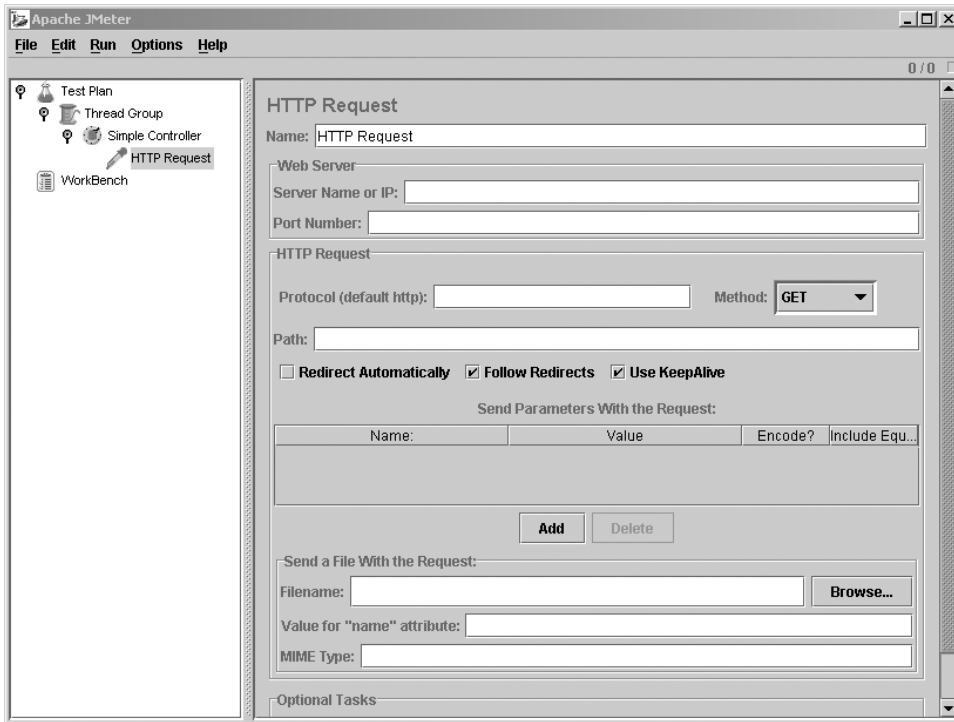 Apache JMeter
File Edit Run Options Help
0 / 0
Test Plan
Thread Group
Simple Controller
HTTP Request
WorkBench
HTTP Request
Name: HTTP Request
Web Server
Server Name or IP:
Port Number:
HTTP Request
Protocol (default http): Method: GET
Path:
Redirect Automatically Follow Redirects Use KeepAlive
Send Parameters With the Request:
Name: Value Encode? Include Equ...
Add Delete
Send a File With the Request:
Filename: Browse...
Value for "name" attribute:
MIME Type:
Optional Tasks